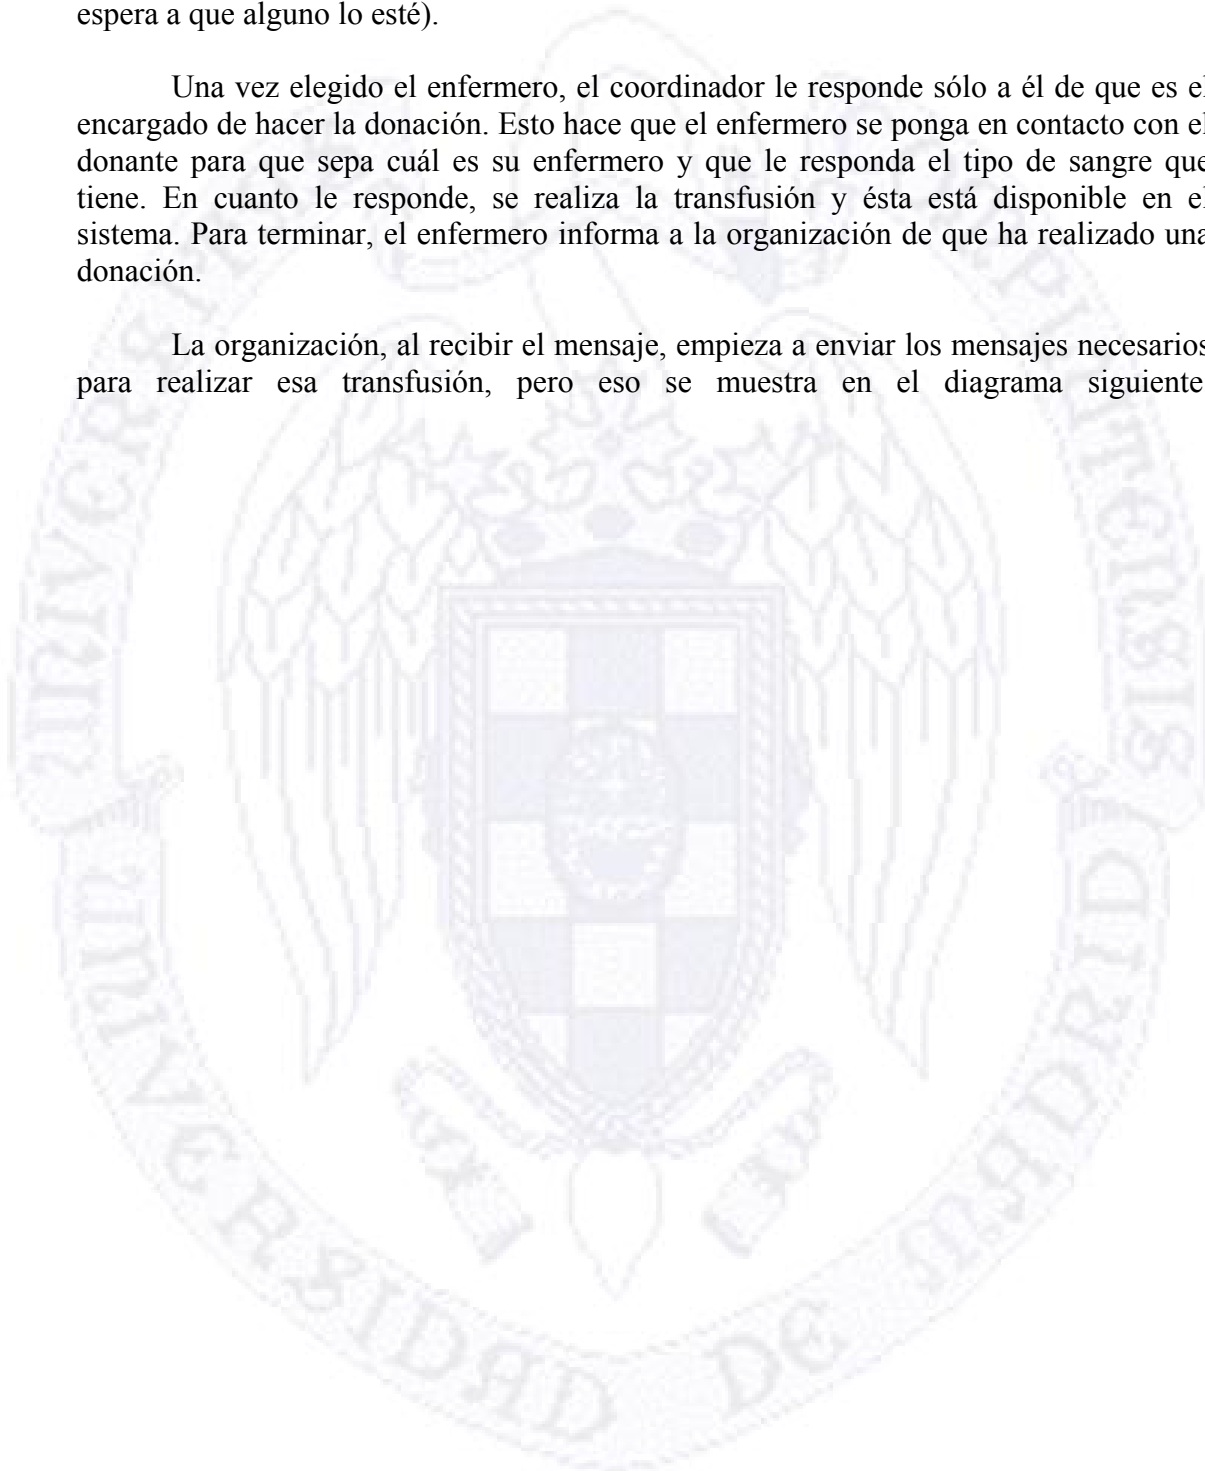 espera a que alguno lo esté).
Una vez elegido el enfermero, el coordinador le responde sólo a él de que es el
encargado de hacer la donación. Esto hace que el enfermero se ponga en contacto con el
donante para que sepa cuál es su enfermero y que le responda el tipo de sangre que
tiene. En cuanto le responde, se realiza la transfusión y ésta está disponible en el
sistema. Para terminar, el enfermero informa a la organización de que ha realizado una
donación.
La organización, al recibir el mensaje, empieza a enviar los mensajes necesarios
para realizar esa transfusión, pero eso se muestra en el diagrama siguiente
UNIVERSITAS
COMPLUTENSIS
UNIVERSIDAD DE MADRID